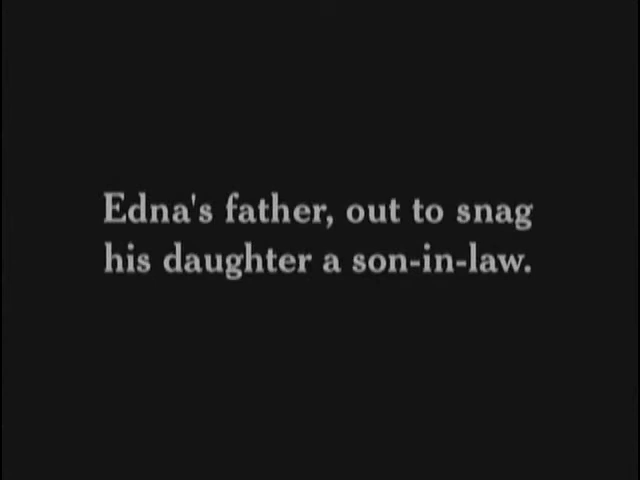 Edna's father, out to snag
his daughter a son-in-law.